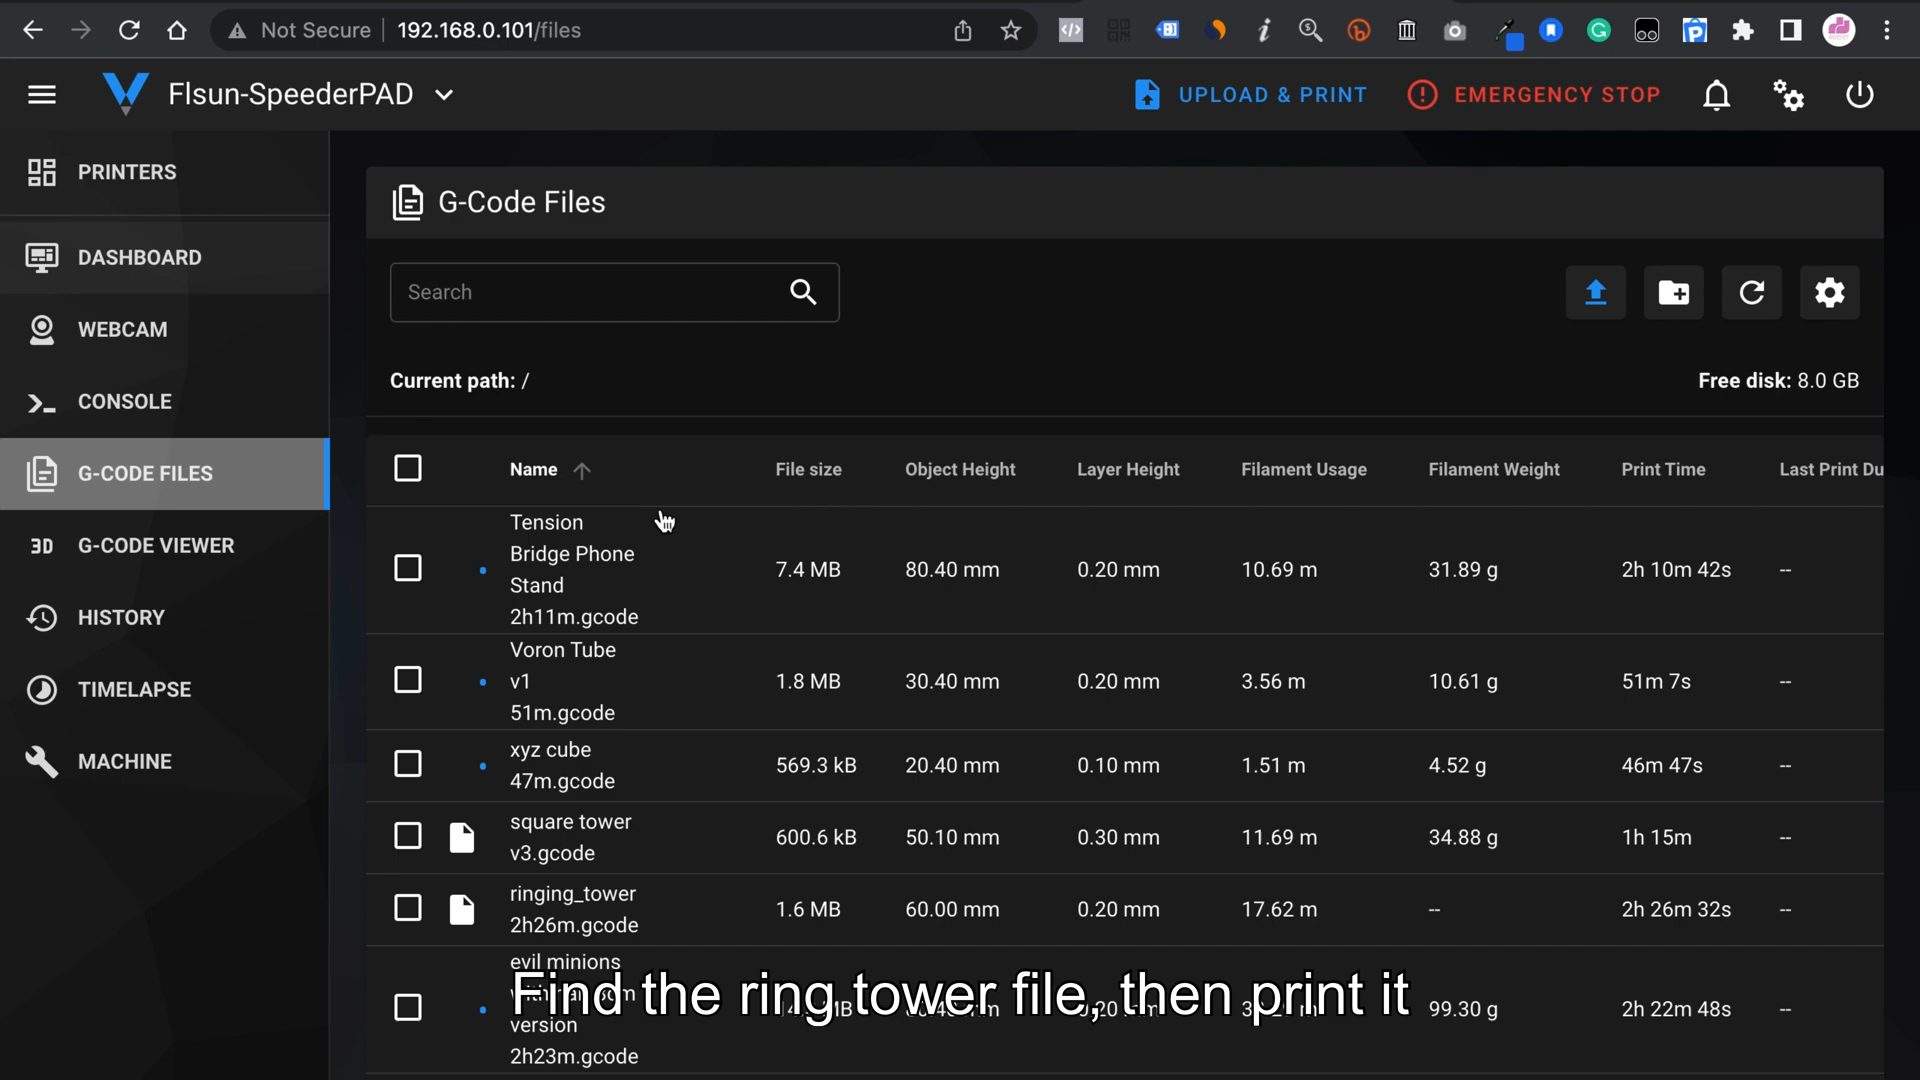 Not Secure
192.168.0.101/files
Flsun-SpeederPAD
UPLOAD & PRINT
EMERGENCY STOP
PRINTERS
DASHBOARD
WEBCAM
CONSOLE
G-CODE FILES
3D G-CODE VIEWER
HISTORY
TIMELAPSE
MACHINE
G-Code Files
Search
Current path: /
Free disk: 8.0 GB
Name File size Object Height Layer Height Filament Usage Filament Weight Print Time Last Print Du
Tension
Bridge Phone
Stand
2h11m.gcode
7.4 MB 80.40 mm 0.20 mm 10.69 m 31.89 g 2h 10m 42s --
Voron Tube
v1
51m.gcode
1.8 MB 30.40 mm 0.20 mm 3.56 m 10.61 g 51m 7s --
xyz cube
47m.gcode
569.3 kB 20.40 mm 0.10 mm 1.51 m 4.52 g 46m 47s --
square tower
v3.gcode
600.6 kB 50.10 mm 0.30 mm 11.69 m 34.88 g 1h 15m --
ringing_tower
2h26m.gcode
1.6 MB 60.00 mm 0.20 mm 17.62 m -- 2h 26m 32s --
evil minions
version
2h23m.gcode
99.30 g 2h 22m 48s --
Find the ring tower file, then print it